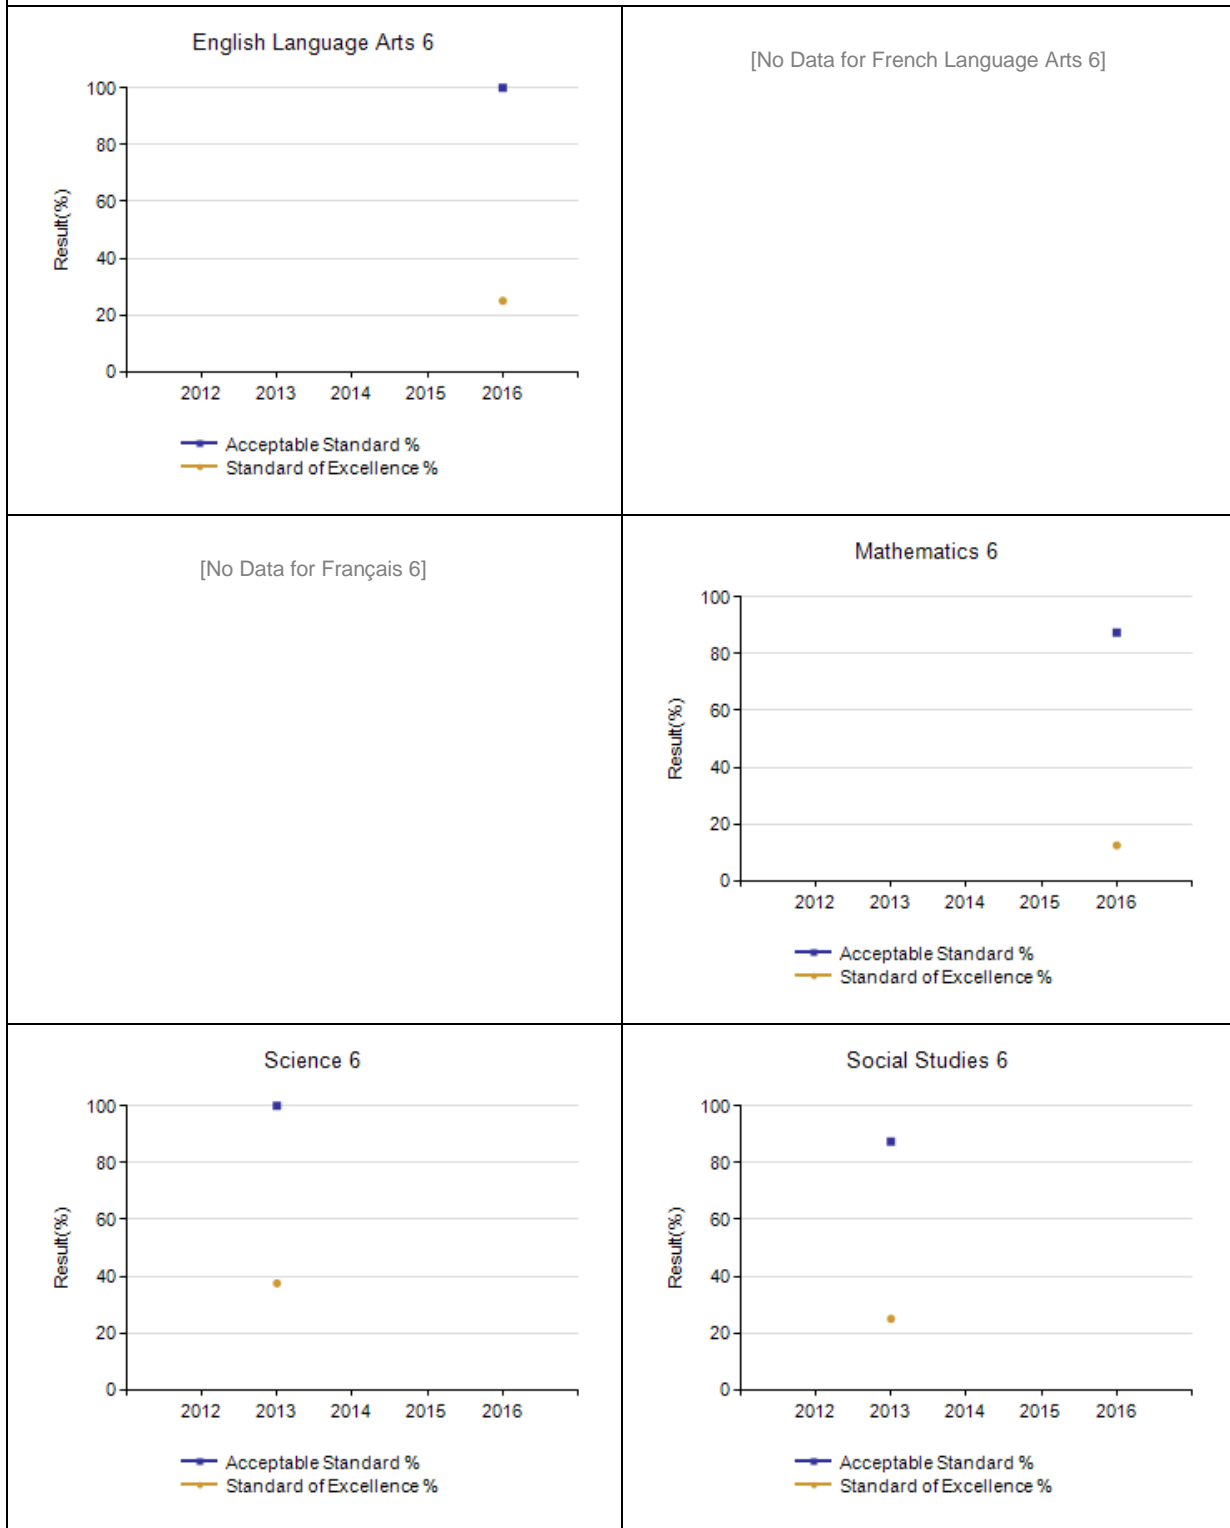 English Language Arts 6
100
80
60
40
20
0
Result(%)
2012 2013 2014 2015 2016
Acceptable Standard %
Standard of Excellence %
[No Data for French Language Arts 6]
[No Data for Français 6]
Mathematics 6
100
80
60
40
20
0
Result(%)
2012 2013 2014 2015 2016
Acceptable Standard %
Standard of Excellence %
Science 6
100
80
60
40
20
0
Result(%)
2012 2013 2014 2015 2016
Acceptable Standard %
Standard of Excellence %
Social Studies 6
100
80
60
40
20
0
Result(%)
2012 2013 2014 2015 2016
Acceptable Standard %
Standard of Excellence %